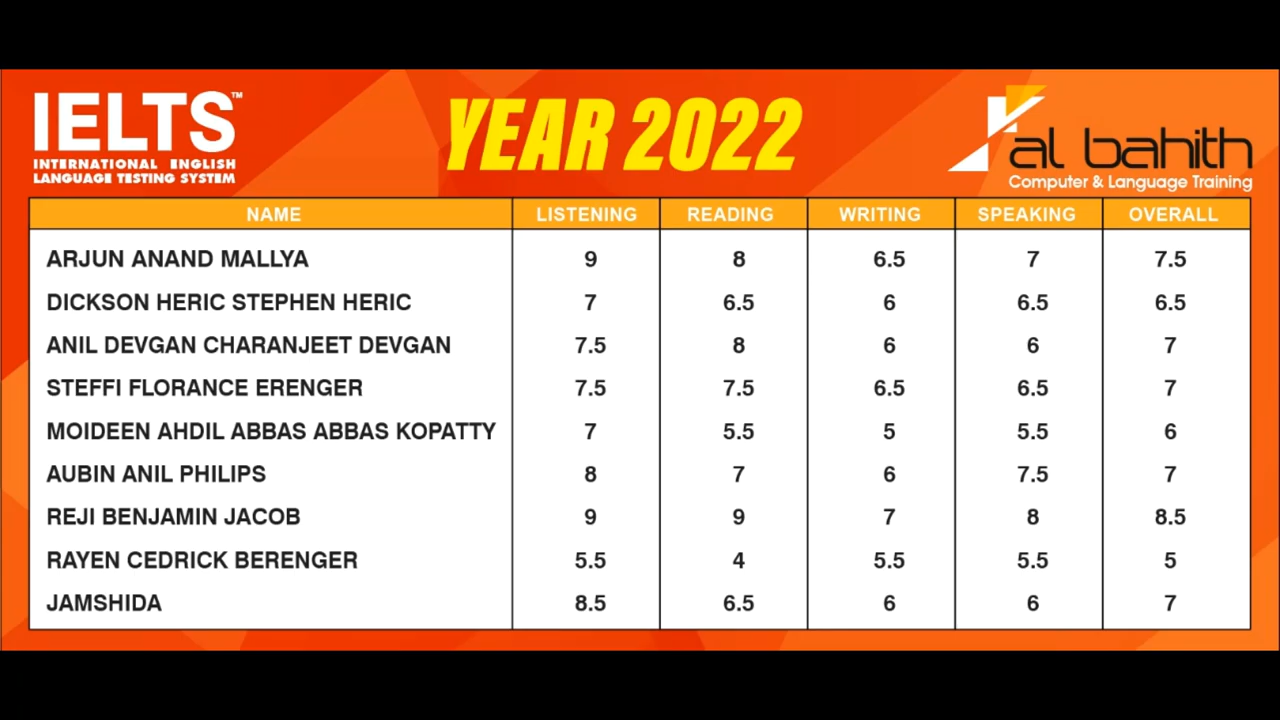 IELTS™
INTERNATIONAL ENGLISH
LANGUAGE TESTING SYSTEM
YEAR 2022
al bahith
Computer & Language Training
NAME LISTENING READING WRITING SPEAKING OVERALL
ARJUN ANAND MALLYA 9 8 6.5 7 7.5
DICKSON HERIC STEPHEN HERIC 7 6.5 6 6.5 6.5
ANIL DEVGAN CHARANJEET DEVGAN 7.5 8 6 6 7
STEFFI FLORANCE ERENGER 7.5 7.5 6.5 6.5 7
MOIDEEN AHDIL ABBAS ABBAS KOPATTY 7 5.5 5 5.5 6
AUBIN ANIL PHILIPS 8 7 6 7.5 7
REJI BENJAMIN JACOB 9 9 7 8 8.5
RAYEN CEDRICK BERENGER 5.5 4 5.5 5.5 5
JAMSHIDA 8.5 6.5 6 6 7